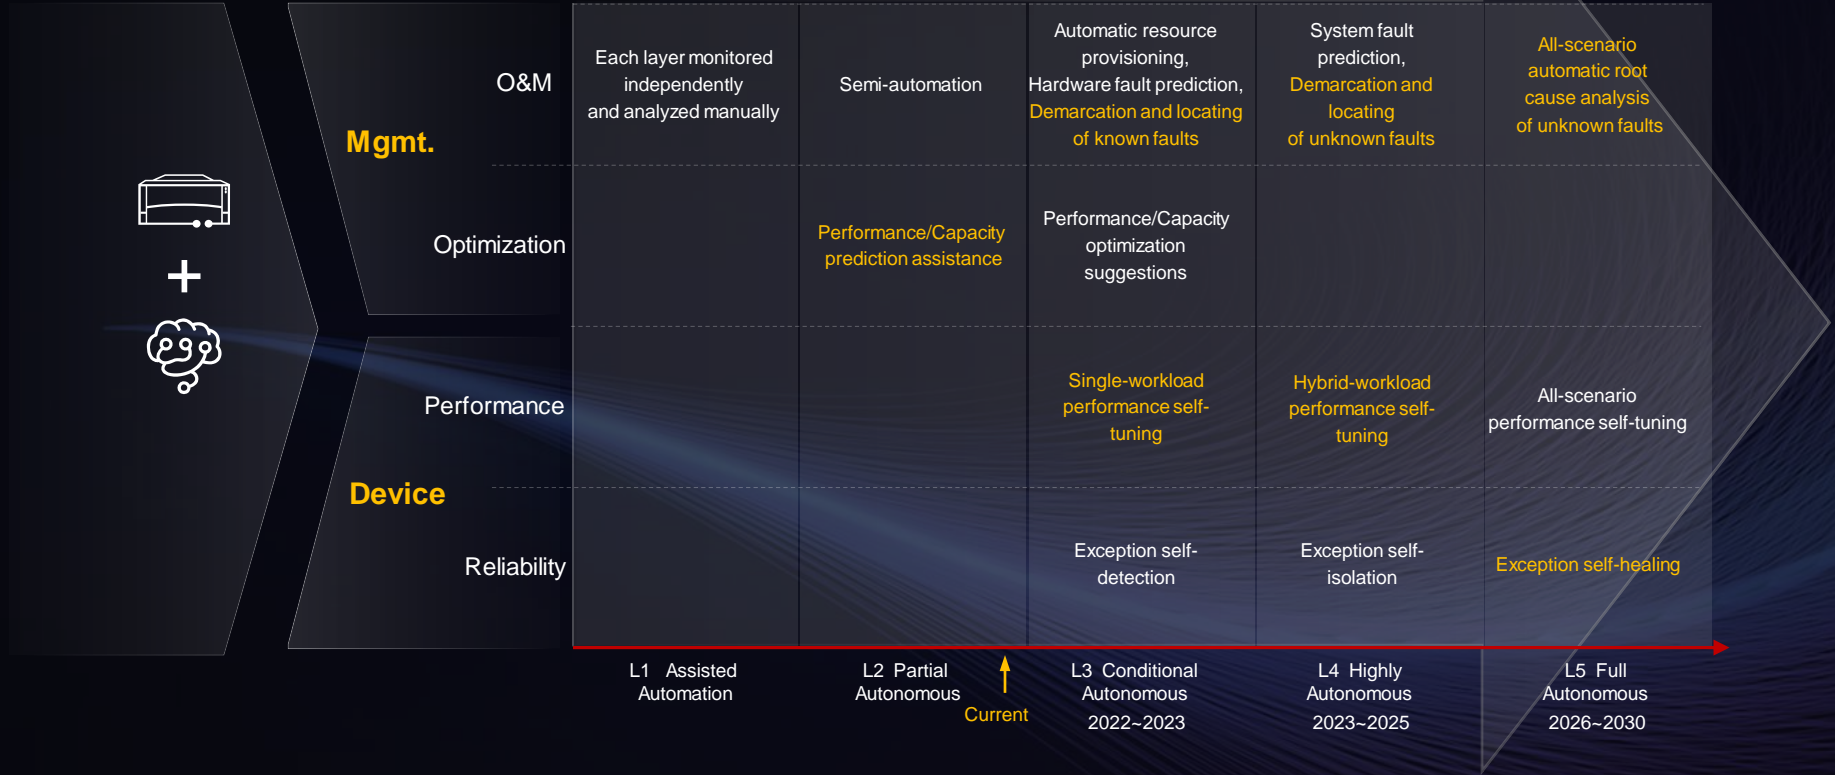 Mgmt.
O&M
Each layer monitored
independently
and analyzed manually
Semi-automation
Automatic resource
provisioning,
Hardware fault prediction,
Demarcation and locating
of known faults
System fault
prediction,
Demarcation and
locating
of unknown faults
All-scenario
automatic root
cause analysis
of unknown faults
Optimization
Performance/Capacity
prediction assistance
Performance/Capacity
optimization
suggestions
Device
Performance
Single-workload
performance self-
tuning
Hybrid-workload
performance self-
tuning
All-scenario
performance self-tuning
Reliability
Exception self-
detection
Exception self-
isolation
Exception self-healing
L1 Assisted
Automation
L2 Partial
Autonomous
Current
L3 Conditional
Autonomous
2022~2023
L4 Highly
Autonomous
2023~2025
L5 Full
Autonomous
2026~2030